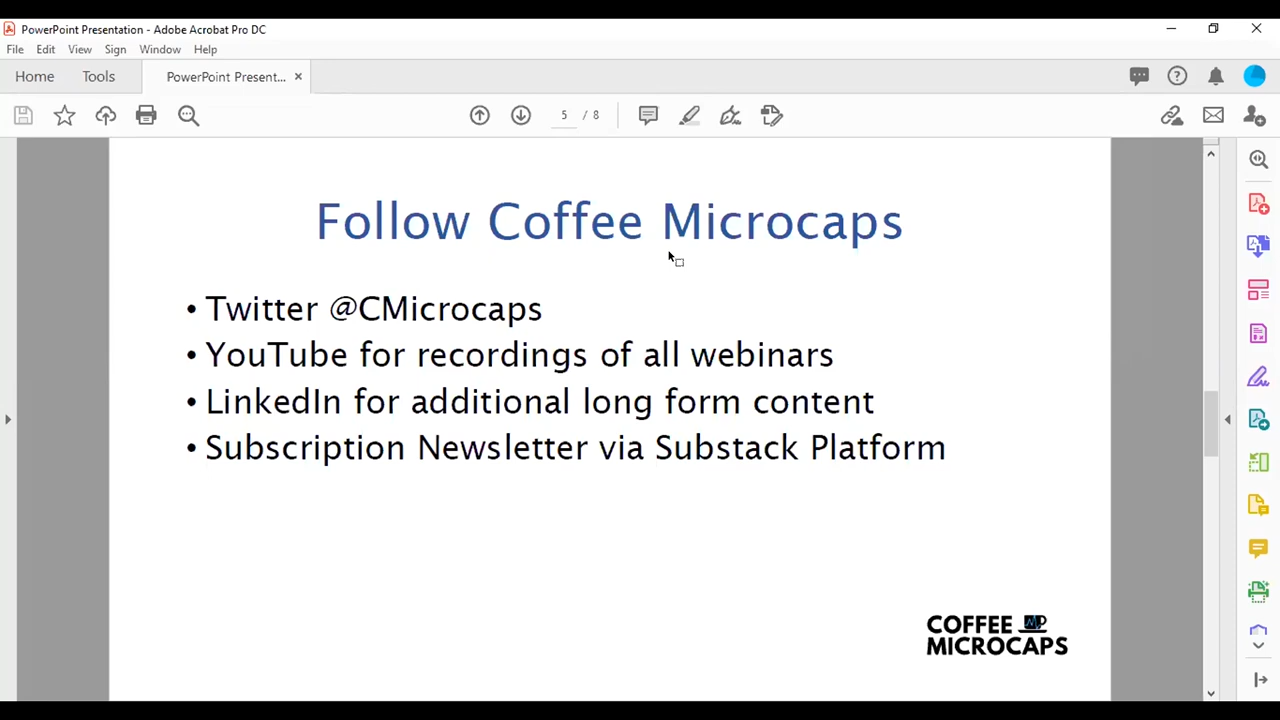 PowerPoint Presentation - Adobe Acrobat Pro DC
File Edit View Sign Window Help
Home Tools PowerPoint Present...
5 / 8
Follow Coffee Microcaps
• Twitter @CMicrocaps
• YouTube for recordings of all webinars
• LinkedIn for additional long form content
• Subscription Newsletter via Substack Platform
COFFEE
MICROCAPS